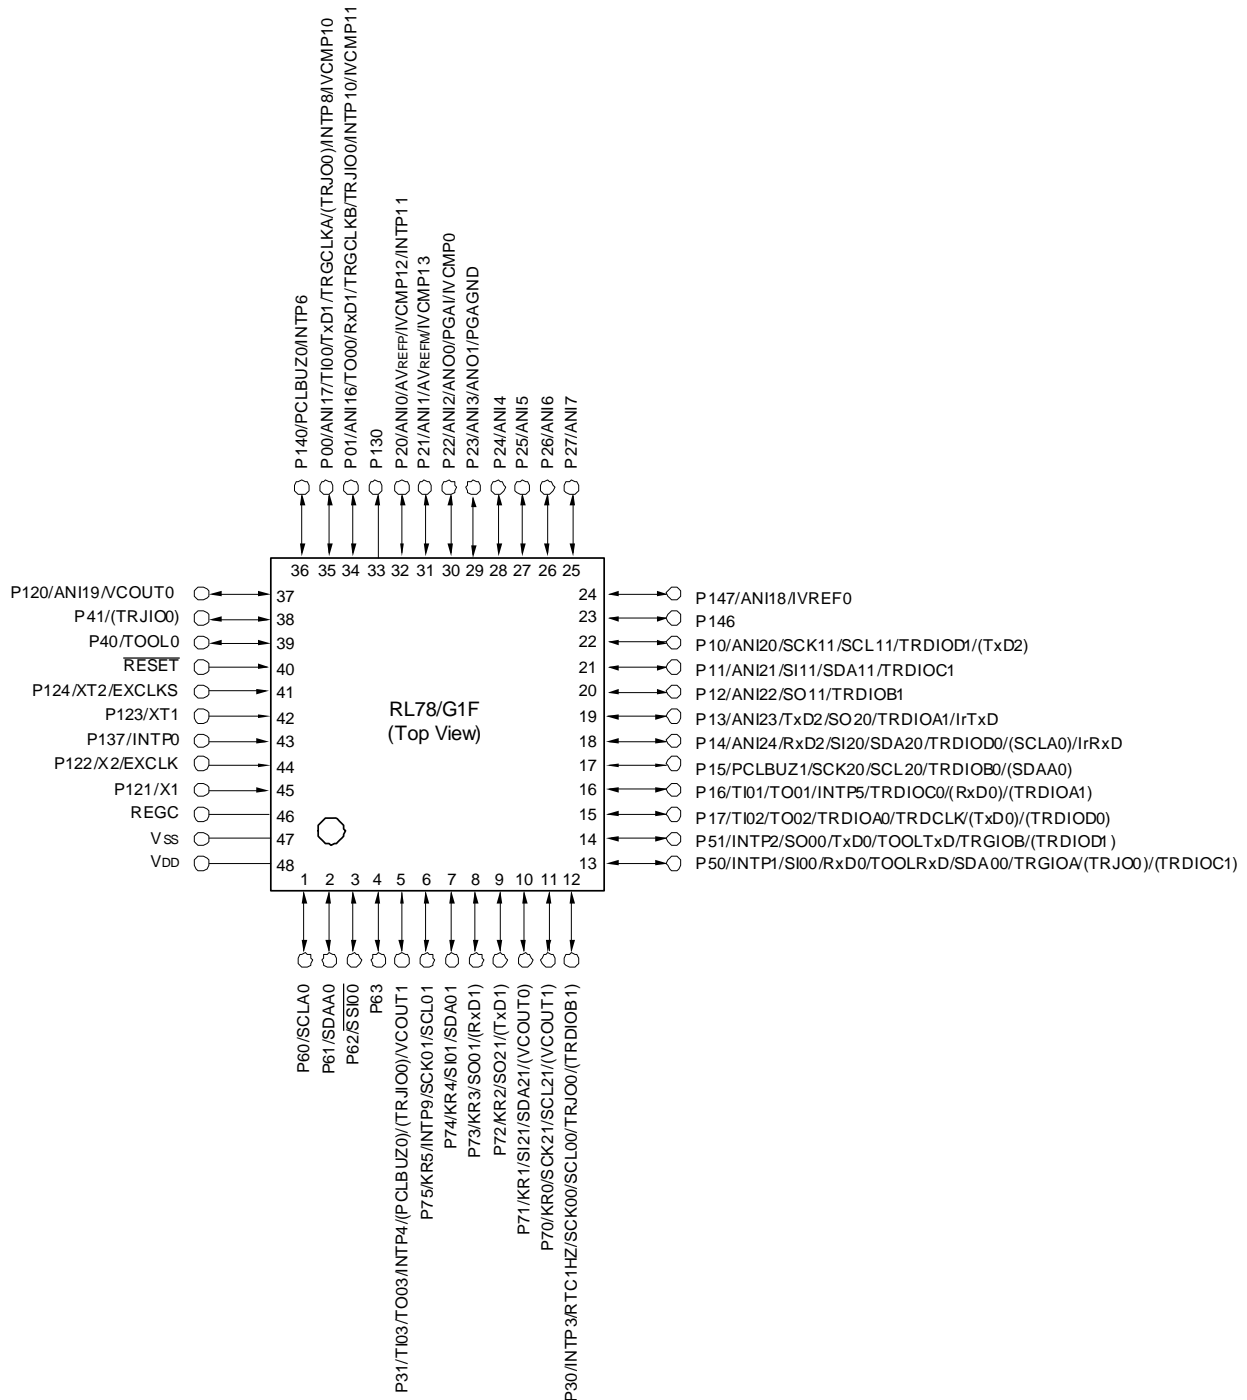 P140/PCLBUZ0/INTP6
P00/ANI17/TI00/TxD1/TRGCLKA/(TRJO0)/INTP8/IVCMP10
P01/ANI16/TO00/RxD1/TRGCLKB/TRJIO0/INTP10/IVCMP11
P130
P20/ANI0/AVREFP/IVCMP12/INTP11
P21/ANI1/AVREFM/IVCMP13
P22/ANI2/ANO0/PGAI/IVCMP0
P23/ANI3/ANO1/PGAGND
P24/ANI4
P25/ANI5
P26/ANI6
P27/ANI7
36 35 34 33 32 31 30 29 28 27 26 25
P120/ANI19/VCOUT0 37
P41/(TRJIO0) 38
P40/TOOL0 39
RESET 40
P124/XT2/EXCLKS 41
P123/XT1 42
P137/INTP0 43
P122/X2/EXCLK 44
P121/X1 45
REGC 46
VSS 47
VDD 48
RL78/G1F
(Top View)
24 P147/ANI18/IVREF0
23 P146
22 P10/ANI20/SCK11/SCL11/TRDIOD1/(TxD2)
21 P11/ANI21/SI11/SDA11/TRDIOC1
20 P12/ANI22/SO11/TRDIOB1
19 P13/ANI23/TxD2/SO20/TRDIOA1/IrTxD
18 P14/ANI24/RxD2/SI20/SDA20/TRDIOD0/(SCLA0)/IrRxD
17 P15/PCLBUZ1/SCK20/SCL20/TRDIOB0/(SDAA0)
16 P16/TI01/TO01/INTP5/TRDIOC0/(RxD0)/(TRDIOA1)
15 P17/TI02/TO02/TRDIOA0/TRDCLK/(TxD0)/(TRDIOD0)
14 P51/INTP2/SO00/TxD0/TOOLTxD/TRGIOB/(TRDIOD1)
13 P50/INTP1/SI00/RxD0/TOOLRxD/SDA00/TRGIOA/(TRJO0)/(TRDIOC1)
1 2 3 4 5 6 7 8 9 10 11 12
P60/SCLA0
P61/SDAA0
P62/SSI00
P63
P31/TI03/TO03/INTP4/(PCLBUZ0)/(TRJIO0)/VCOUT1
P75/KR5/INTP9/SCK01/SCL01
P74/KR4/SI01/SDA01
P73/KR3/SO01/(RxD1)
P72/KR2/SO21/(TxD1)
P71/KR1/SI21/SDA21/(VCOUT0)
P70/KR0/SCK21/SCL21/(VCOUT1)
P30/INTP3/RTC1HZ/SCK00/SCL00/TRJO0/(TRDIOB1)